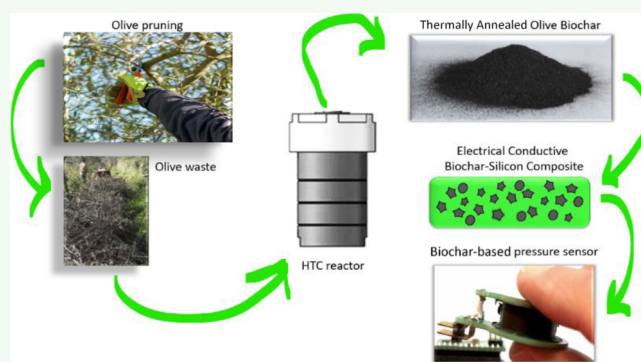 Olive pruning
Olive waste
HTC reactor
Thermally Annealed Olive Biochar
Electrical Conductive
Biochar-Silicon Composite
Biochar-based pressure sensor